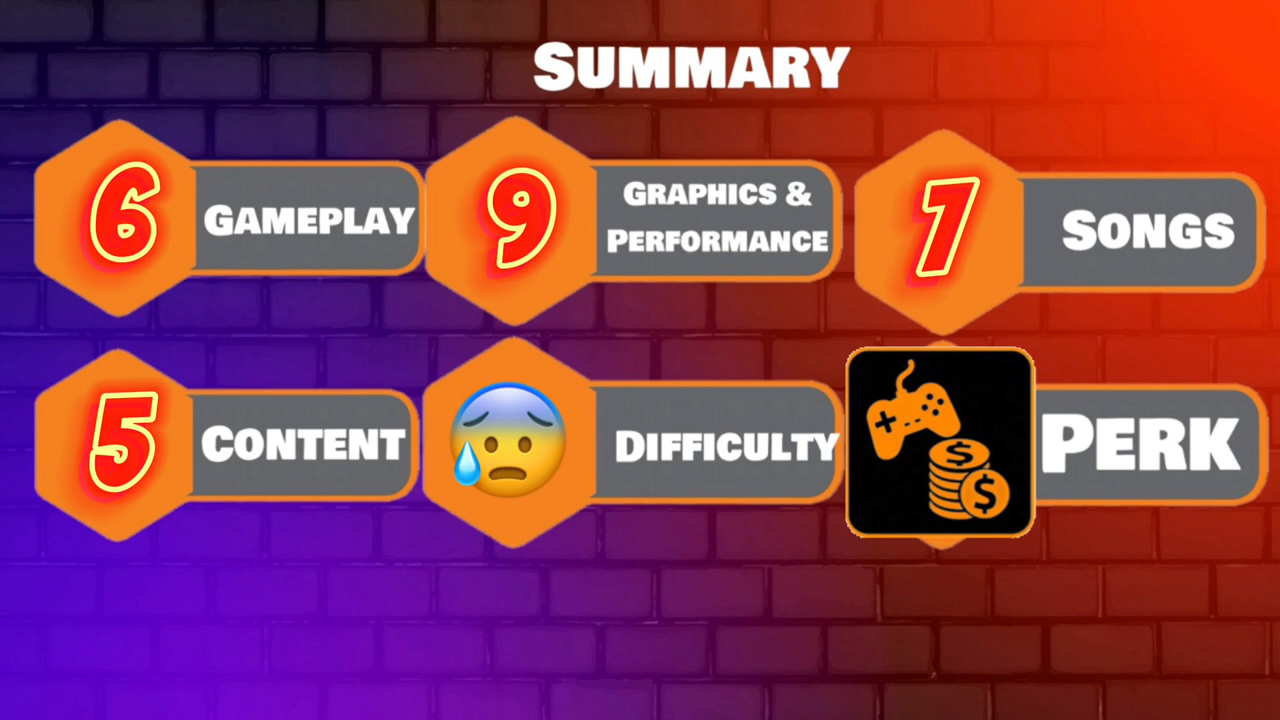 SUMMARY
6
GAMEPLAY
9
GRAPHICS &
PERFORMANCE
7
SONGS
5
CONTENT
DIFFICULTY
$
$
PERK